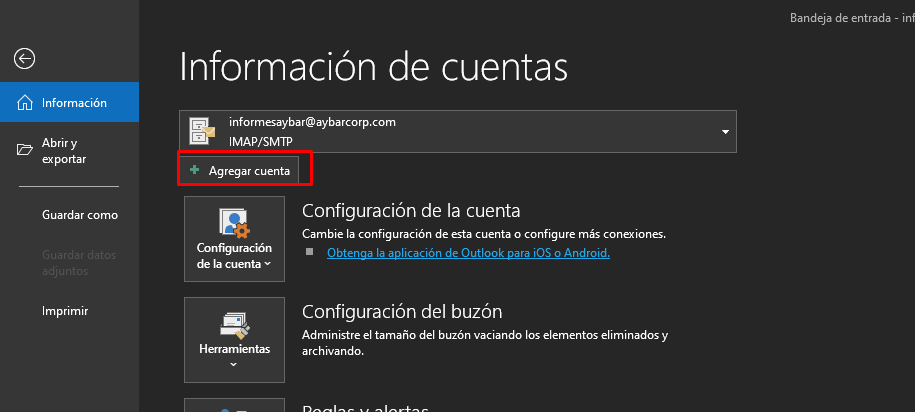 Bandeja de entrada - inf
Información de cuentas
Información
informesaybar@aybarcorp.com
IMAP/SMTP
Abrir y
exportar
Agregar cuenta
Guardar como
Guardar datos
adjuntos
Imprimir
Configuración
de la cuenta
Configuración de la cuenta
Cambie la configuración de esta cuenta o configure más conexiones.
Obtenga la aplicación de Outlook para iOS o Android.
Herramientas
Configuración del buzón
Administre el tamaño del buzón vaciando los elementos eliminados y
archivando.
Reglas y alertas